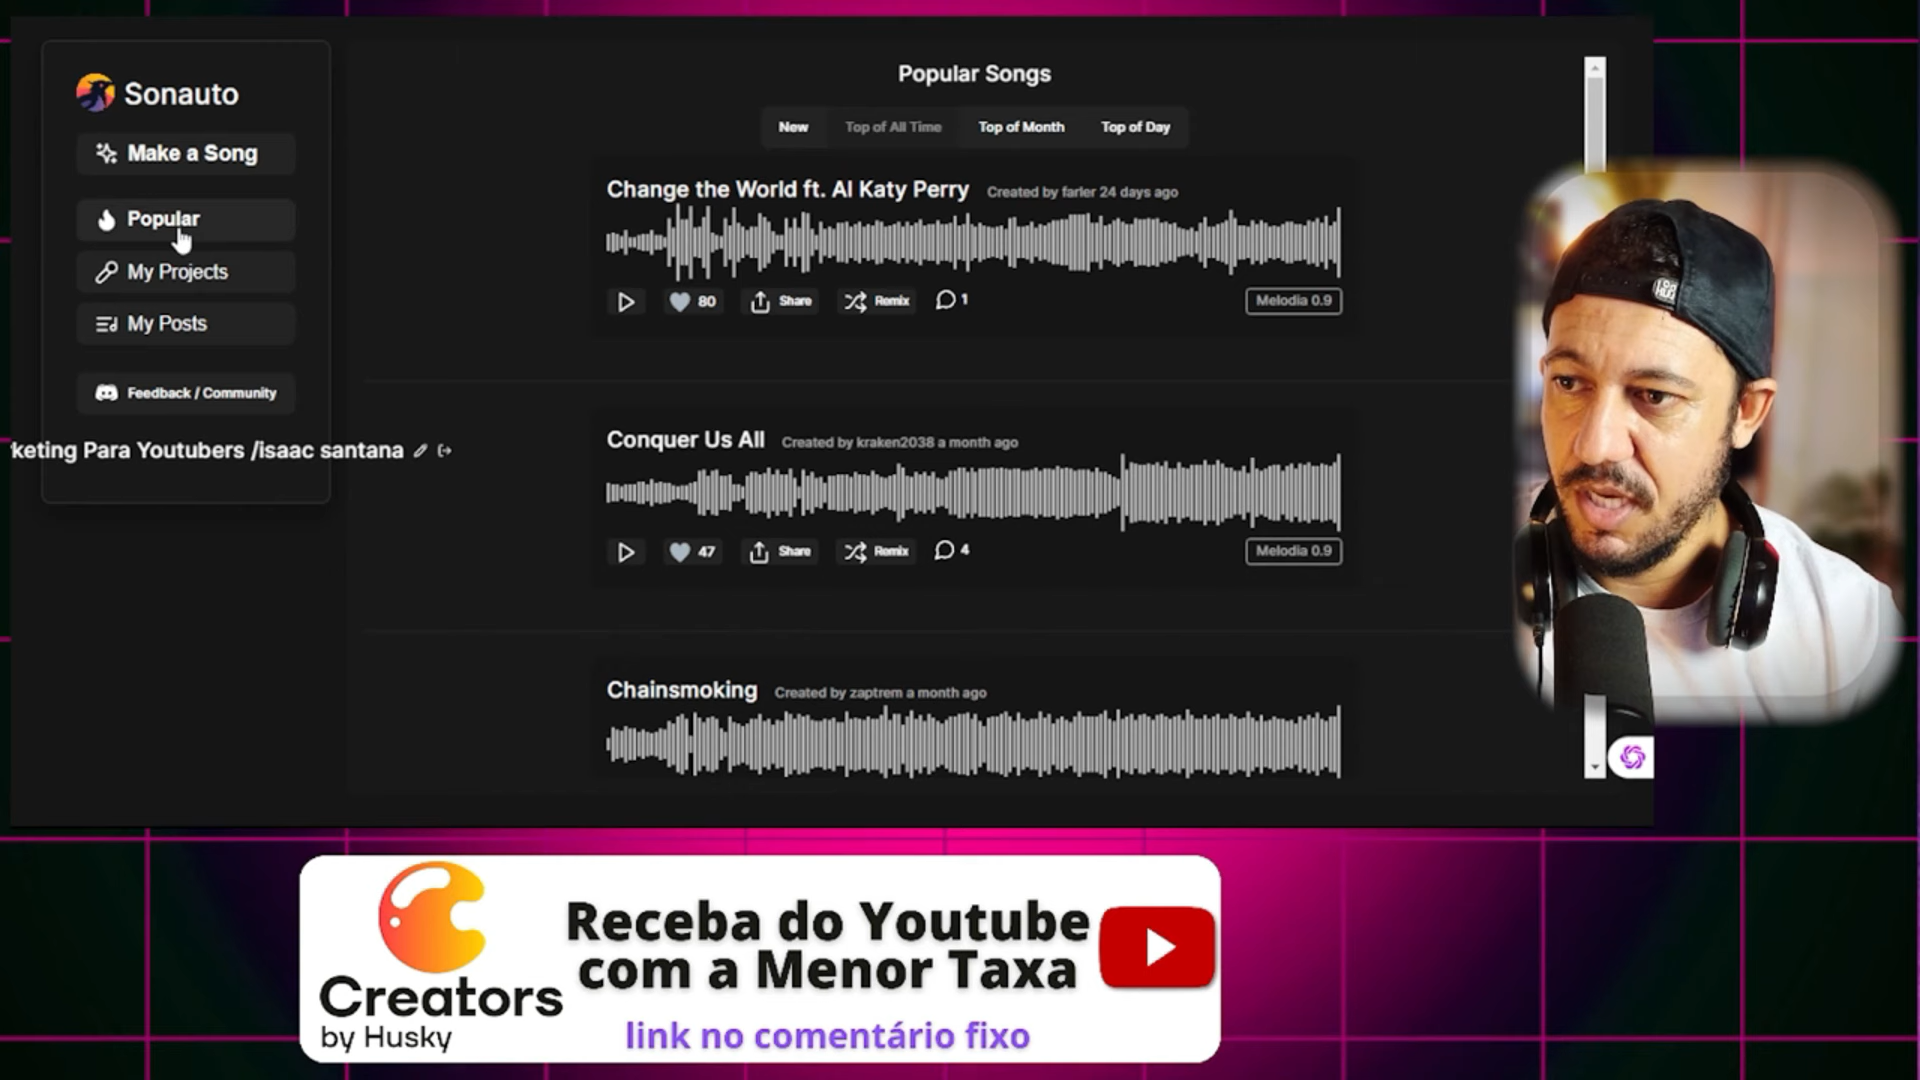 Sonauto
Make a Song
Popular
My Projects
My Posts
Feedback / Community
keting Para Youtubers /isaac santana
Popular Songs
New Top of All Time Top of Month Top of Day
Change the World ft. AI Katy Perry Created by farler 24 days ago
80 Share Remix 1 Melodia 0.9
Conquer Us All Created by kraken2038 a month ago
47 Share Remix 4 Melodia 0.9
Chainsmoking Created by zaptrem a month ago
Creators
by Husky
Receba do Youtube
com a Menor Taxa
link no comentário fixo